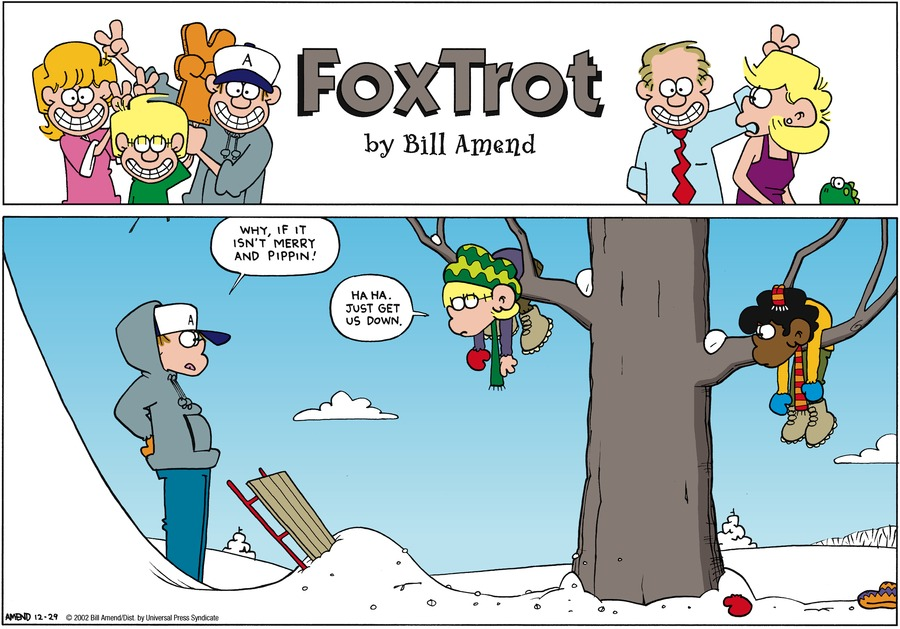 A
FOXTROT
by Bill Amend
WHY, IF IT
ISN'T MERRY
AND PIPPIN!
HA HA.
JUST GET
US DOWN.
A
AMEND 12-29 © 2002 Bill Amend/Dist. by Universal Press Syndicate